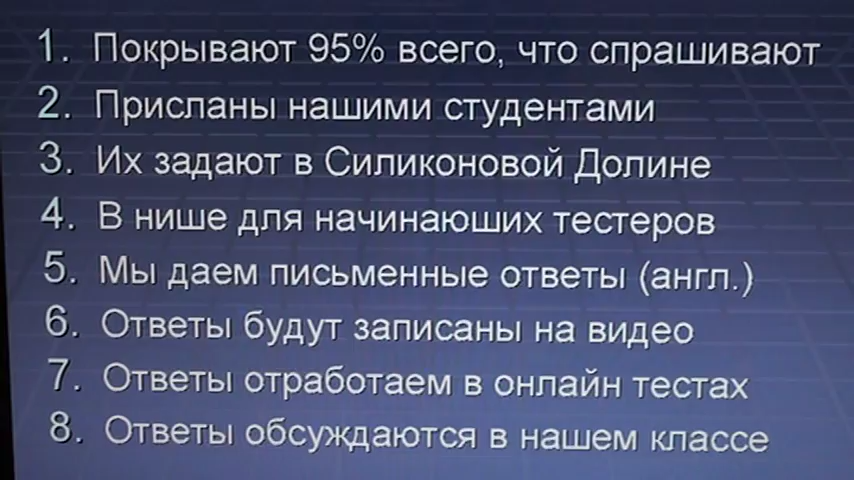 1. Покрывают 95% всего, что спрашивают
2. Присланы нашими студентами
3. Их задают в Силиконовой Долине
4. В нише для начинаюших тестеров
5. Мы даем письменные ответы (англ.)
6. Ответы будут записаны на видео
7. Ответы отработаем в онлайн тестах
8. Ответы обсуждаются в нашем классе